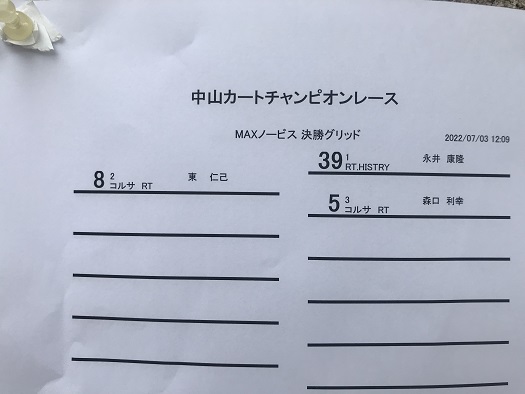 中山カートチャンピオンレース
MAXノービス 決勝グリッド
2022/07/03 12:09
39 1 永井 康隆
RT.HISTRY
8 2 東 仁己
コルサ RT
5 3 森口 利幸
コルサ RT